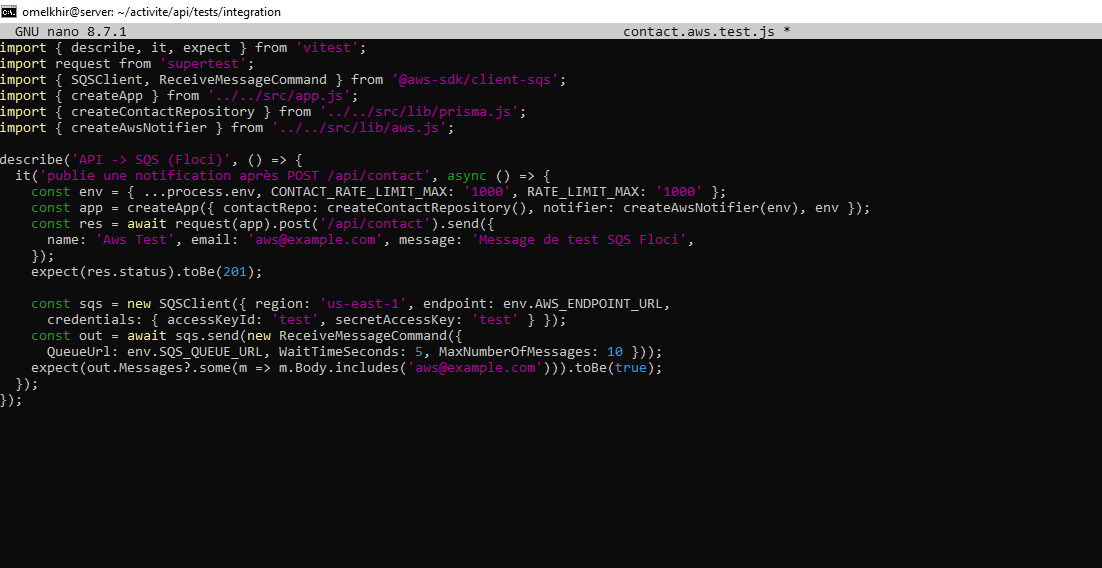 omelkhir@server: ~/activite/api/tests/integration
GNU nano 8.7.1 contact.aws.test.js *
import { describe, it, expect } from 'vitest';
import request from 'supertest';
import { SQSClient, ReceiveMessageCommand } from '@aws-sdk/client-sqs';
import { createApp } from '../../src/app.js';
import { createContactRepository } from '../../src/lib/prisma.js';
import { createAwsNotifier } from '../../src/lib/aws.js';

describe('API -> SQS (Floci)', () => {
  it('publie une notification après POST /api/contact', async () => {
    const env = { ...process.env, CONTACT_RATE_LIMIT_MAX: '1000', RATE_LIMIT_MAX: '1000' };
    const app = createApp({ contactRepo: createContactRepository(), notifier: createAwsNotifier(env), env });
    const res = await request(app).post('/api/contact').send({
      name: 'Aws Test', email: 'aws@example.com', message: 'Message de test SQS Floci',
    });
    expect(res.status).toBe(201);

    const sqs = new SQSClient({ region: 'us-east-1', endpoint: env.AWS_ENDPOINT_URL,
      credentials: { accessKeyId: 'test', secretAccessKey: 'test' } });
    const out = await sqs.send(new ReceiveMessageCommand({
      QueueUrl: env.SQS_QUEUE_URL, WaitTimeSeconds: 5, MaxNumberOfMessages: 10 }));
    expect(out.Messages?.some(m => m.Body.includes('aws@example.com'))).toBe(true);
  });
});